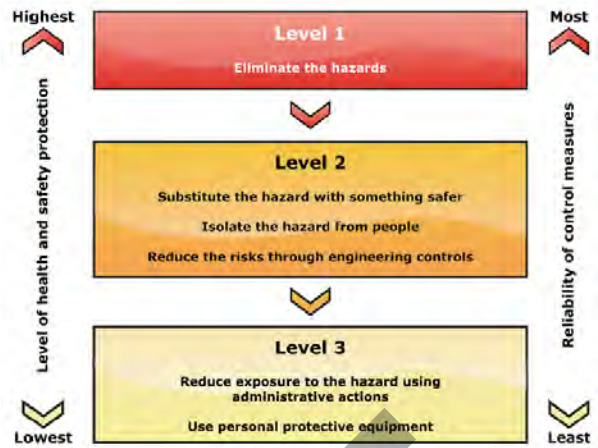 Highest
Most
Level 1
Eliminate the hazards
Level of health and safety protection
Reliability of control measures
Level 2
Substitute the hazard with something safer
Isolate the hazard from people
Reduce the risks through engineering controls
Level 3
Reduce exposure to the hazard using
administrative actions
Use personal protective equipment
Lowest
Least